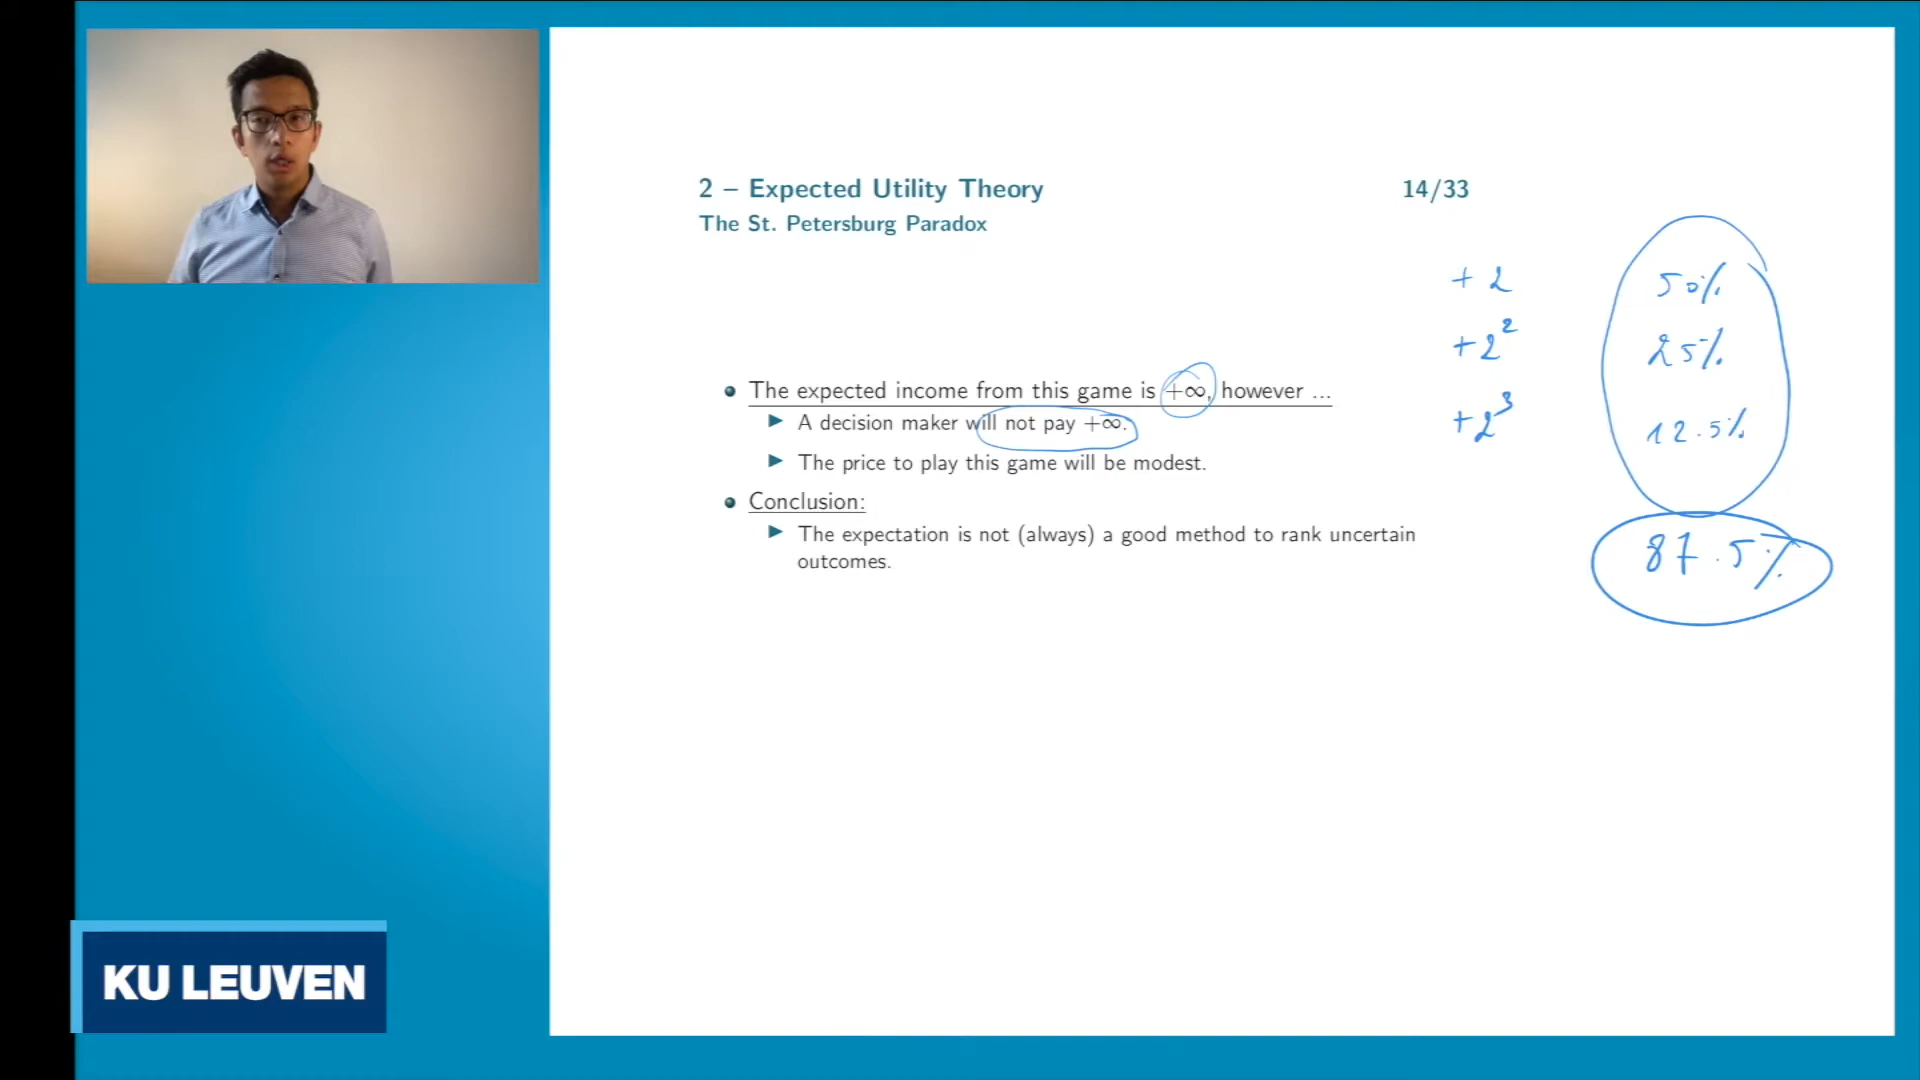 2 – Expected Utility Theory 14/33
The St. Petersburg Paradox
+ 2 50%
+ 2² 25%
• The expected income from this game is +∞, however ...
▶ A decision maker will not pay +∞.
+ 2³ 12.5%
▶ The price to play this game will be modest.
• Conclusion:
▶ The expectation is not (always) a good method to rank uncertain
outcomes.
87.5%
KU LEUVEN